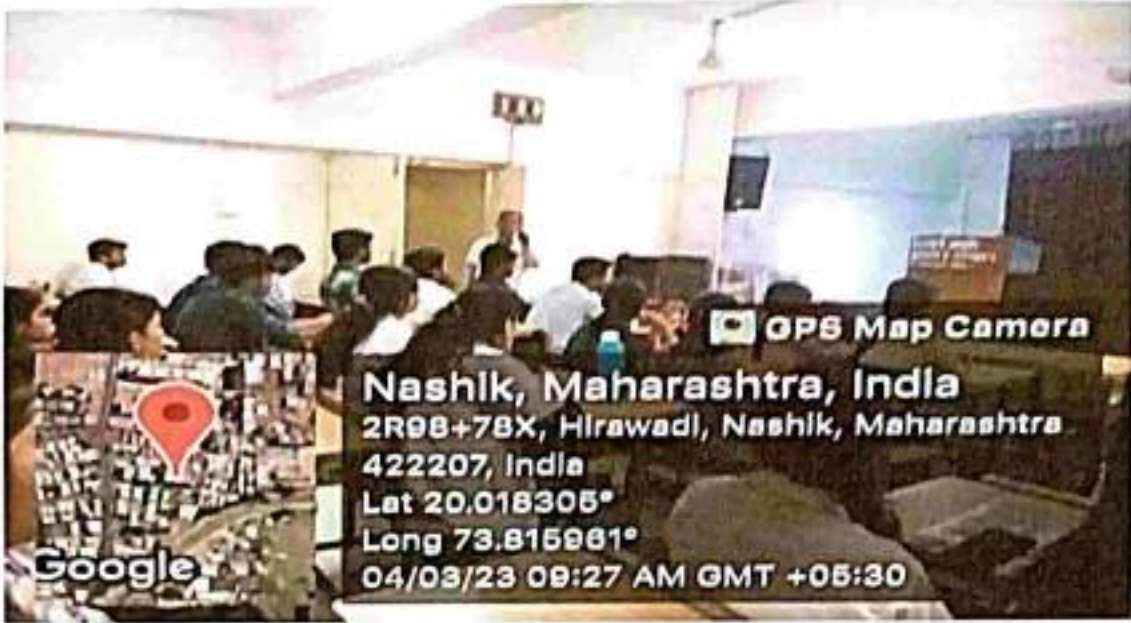 GPS Map Camera
Nashik, Maharashtra, India
2R98+78X, Hirawadi, Nashik, Maharashtra
422207, India
Lat 20.018305°
Long 73.815961°
04/03/23 09:27 AM GMT +05:30
Google